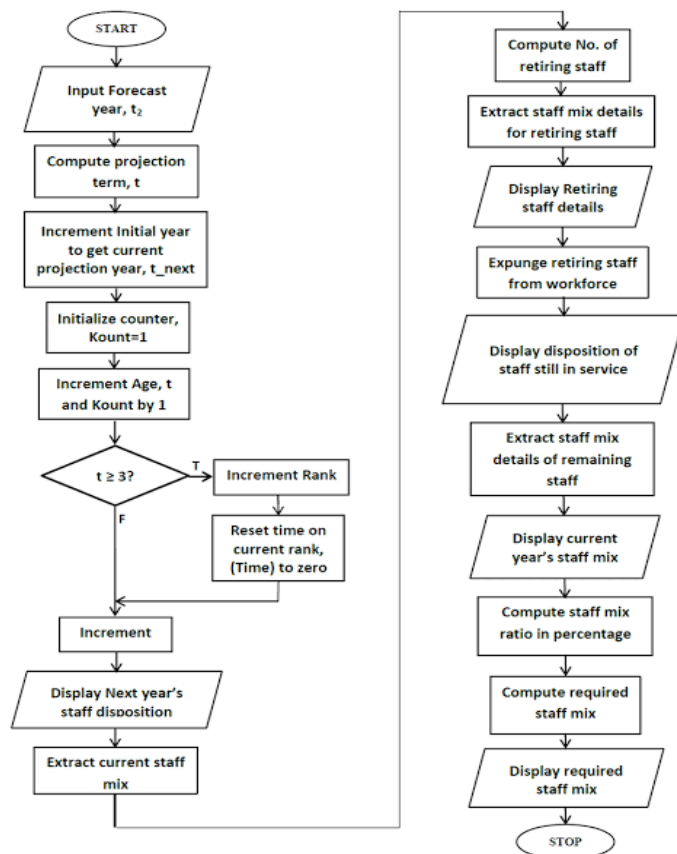 START
Input Forecast
year, t₂
Compute projection
term, t
Increment Initial year
to get current
projection year, t_next
Initialize counter,
Kount=1
Increment Age, t
and Kount by 1
t ≥ 3?
T
F
Increment Rank
Reset time on
current rank,
(Time) to zero
Increment
Display Next year's
staff disposition
Extract current staff
mix
Compute No. of
retiring staff
Extract staff mix details
for retiring staff
Display Retiring
staff details
Expunge retiring staff
from workforce
Display disposition of
staff still in service
Extract staff mix
details of remaining
staff
Display current
year's staff mix
Compute staff mix
ratio in percentage
Compute required
staff mix
Display required
staff mix
STOP